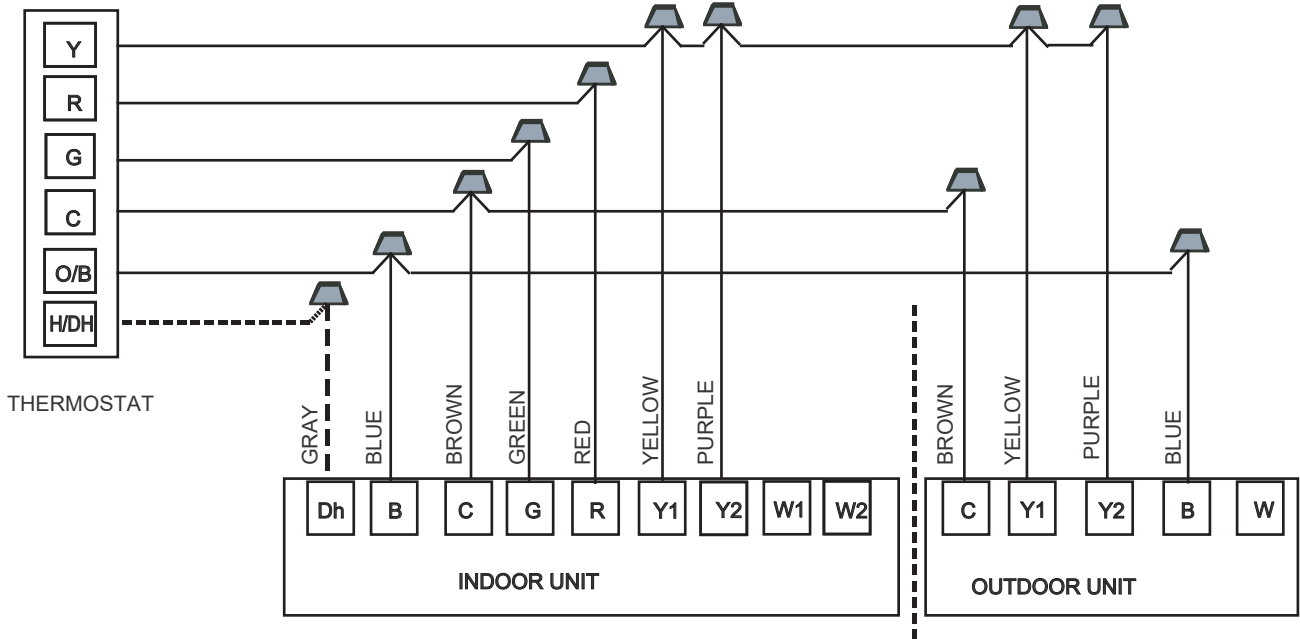 Y
R
G
C
O/B
H/DH
THERMOSTAT
GRAY
BLUE
BROWN
GREEN
RED
YELLOW
PURPLE
BROWN
YELLOW
PURPLE
BLUE
Dh B C G R Y1 Y2 W1 W2
C Y1 Y2 B W
INDOOR UNIT
OUTDOOR UNIT